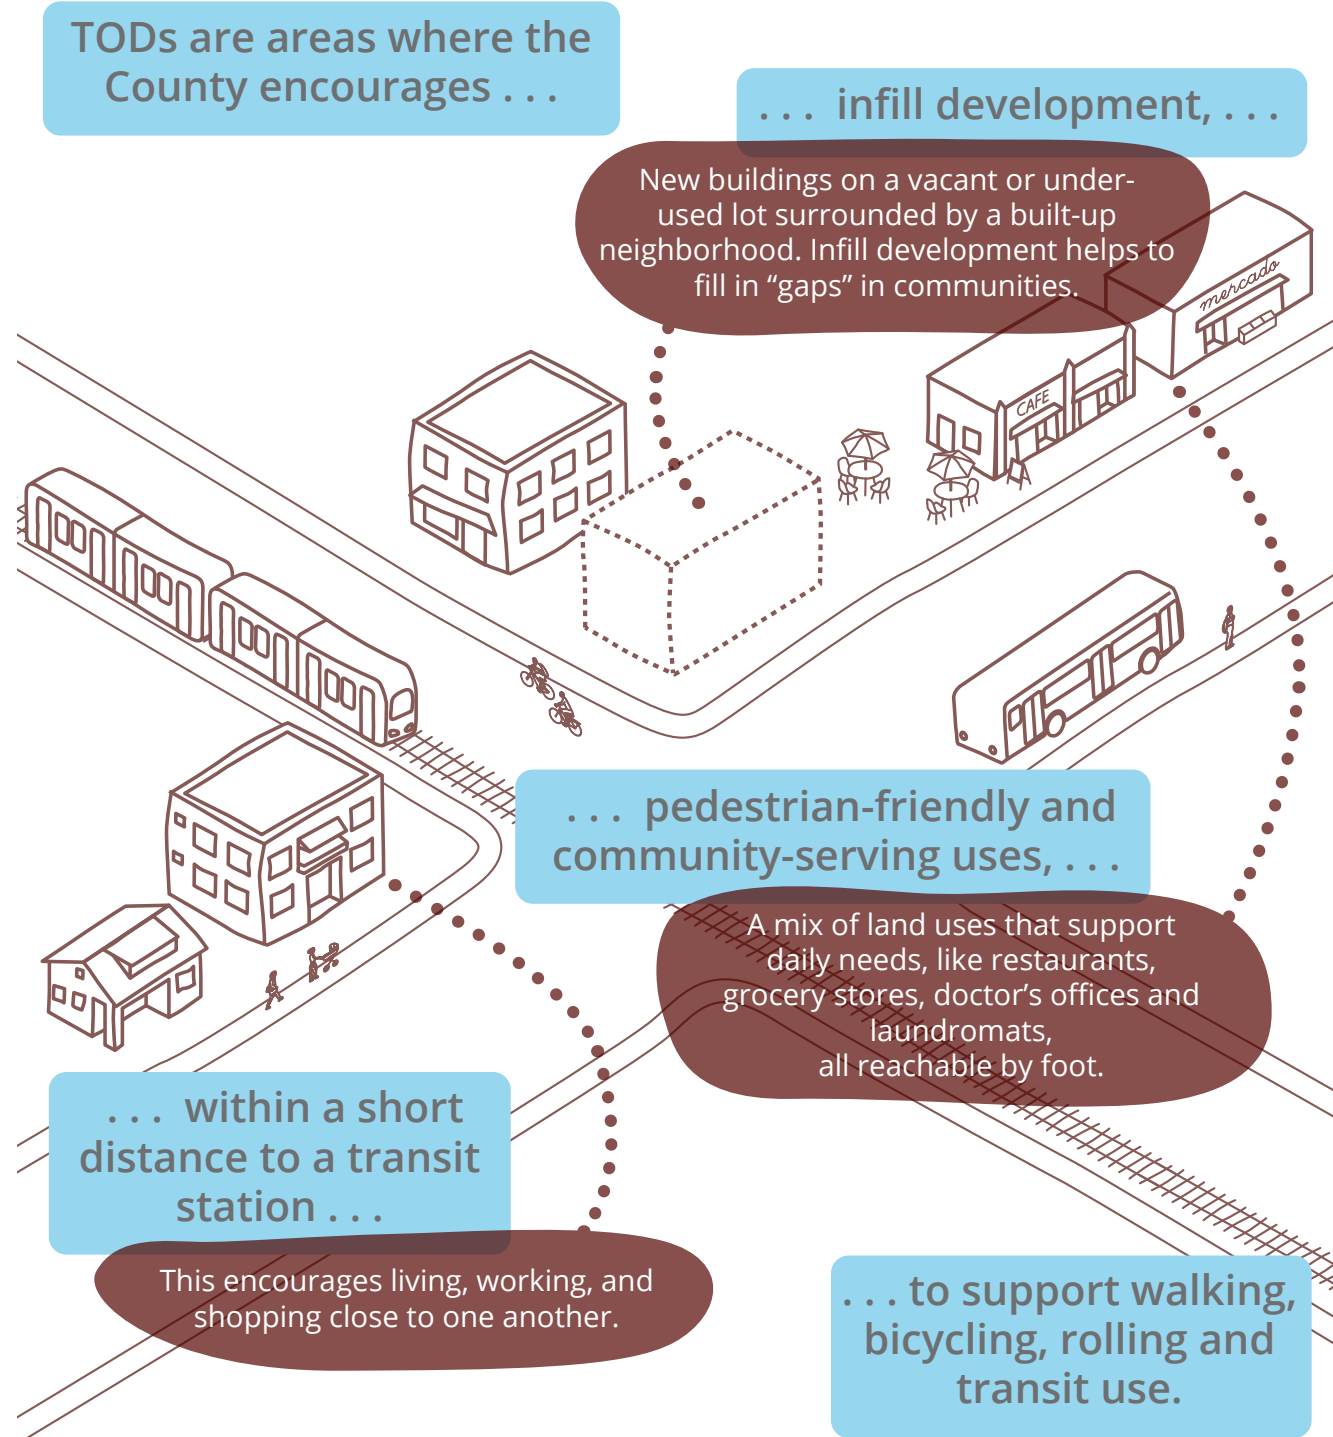 TODs are areas where the
County encourages . . .
. . . infill development, . . .
New buildings on a vacant or under-
used lot surrounded by a built-up
neighborhood. Infill development helps to
fill in “gaps” in communities.
mercado
CAFE
. . . pedestrian-friendly and
community-serving uses, . . .
A mix of land uses that support
daily needs, like restaurants,
grocery stores, doctor’s offices and
laundromats,
all reachable by foot.
. . . within a short
distance to a transit
station . . .
This encourages living, working, and
shopping close to one another.
. . . to support walking,
bicycling, rolling and
transit use.